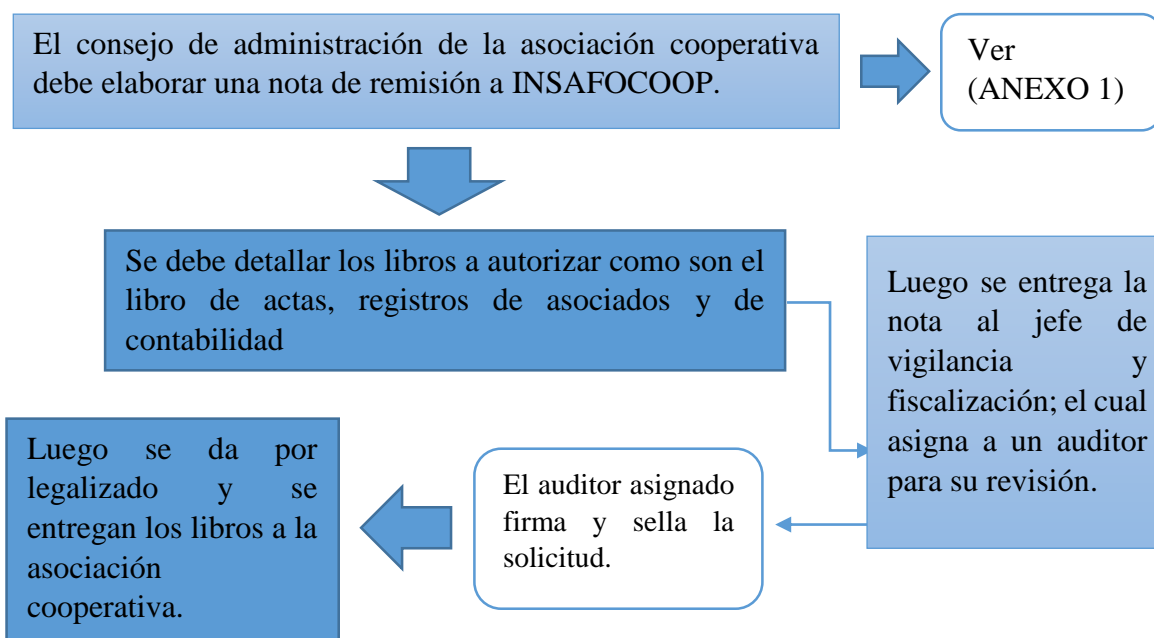 El consejo de administración de la asociación cooperativa
debe elaborar una nota de remisión a INSAFOCOOP.
Ver
(ANEXO 1)
Se debe detallar los libros a autorizar como son el
libro de actas, registros de asociados y de
contabilidad
Luego se entrega la
nota al jefe de
vigilancia y
fiscalización; el cual
asigna a un auditor
para su revisión.
El auditor asignado
firma y sella la
solicitud.
Luego se da por
legalizado y se
entregan los libros a la
asociación
cooperativa.